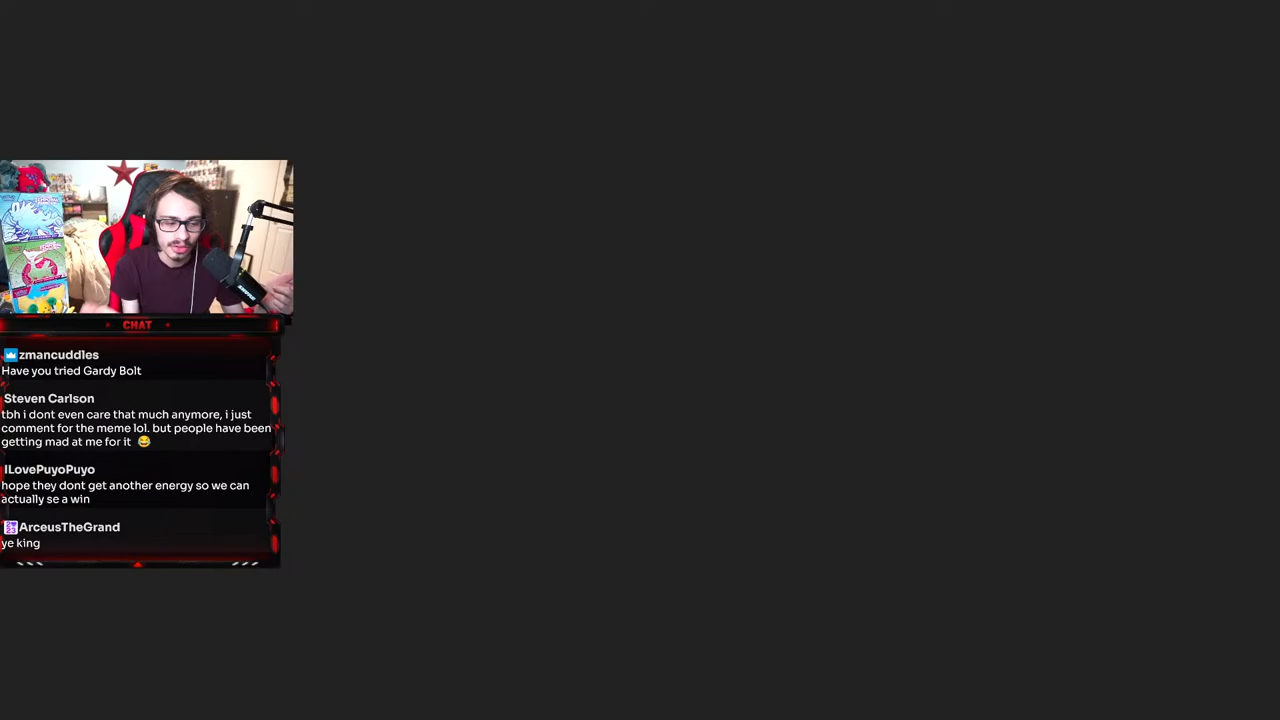 CHAT
zmancuddles
Have you tried Gardy Bolt
Steven Carlson
tbh i dont even care that much anymore, i just
comment for the meme lol. but people have been
getting mad at me for it 😂
ILovePuyoPuyo
hope they dont get another energy so we can
actually se a win
ArceusTheGrand
ye king